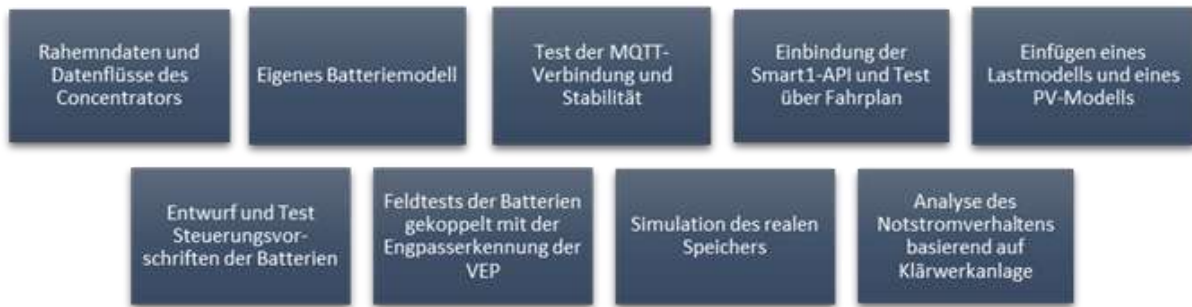 Rahemndaten und
Datenflüsse des
Concentrators
Eigenes Batteriemodell
Test der MQTT-
Verbindung und
Stabilität
Einbindung der
Smart1-API und Test
über Fahrplan
Einfügen eines
Lastmodells und eines
PV-Modells
Entwurf und Test
Steuerungsvor-
schriften der Batterien
Feldtests der Batterien
gekoppelt mit der
Engpasserkennung der
VEP
Simulation des realen
Speichers
Analyse des
Notstromverhaltens
basierend auf
Klärwerkanlage